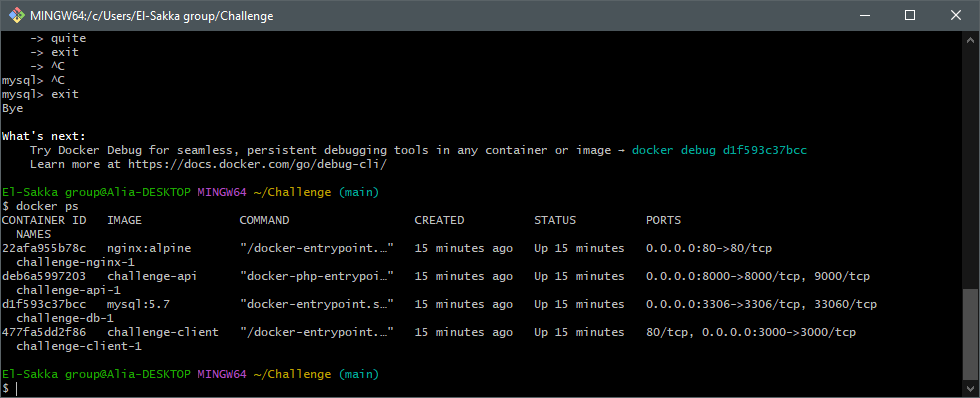 MINGW64:/c/Users/El-Sakka group/Challenge
    -> quite
    -> exit
    -> ^C
mysql> ^C
mysql> exit
Bye

What's next:
    Try Docker Debug for seamless, persistent debugging tools in any container or image → docker debug d1f593c37bcc
    Learn more at https://docs.docker.com/go/debug-cli/

El-Sakka group@Alia-DESKTOP MINGW64 ~/Challenge (main)
$ docker ps
CONTAINER ID   IMAGE              COMMAND                  CREATED          STATUS          PORTS
  NAMES
22afa955b78c   nginx:alpine       "/docker-entrypoint.…"   15 minutes ago   Up 15 minutes   0.0.0.0:80->80/tcp
  challenge-nginx-1
deb6a5997203   challenge-api      "docker-php-entrypoi…"   15 minutes ago   Up 15 minutes   0.0.0.0:8000->8000/tcp, 9000/tcp
  challenge-api-1
d1f593c37bcc   mysql:5.7          "docker-entrypoint.s…"   15 minutes ago   Up 15 minutes   0.0.0.0:3306->3306/tcp, 33060/tcp
  challenge-db-1
477fa5dd2f86   challenge-client   "/docker-entrypoint.…"   15 minutes ago   Up 15 minutes   80/tcp, 0.0.0.0:3000->3000/tcp
  challenge-client-1

El-Sakka group@Alia-DESKTOP MINGW64 ~/Challenge (main)
$